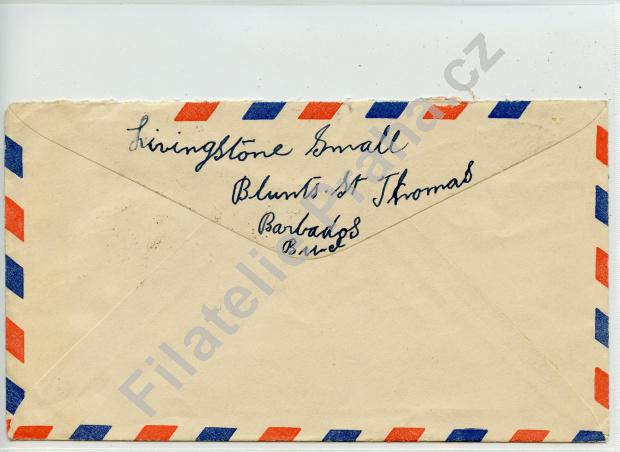 Livingstone Small
Blunts St Thomas
Barbados
B.W.I
Filatelie Praha.cz